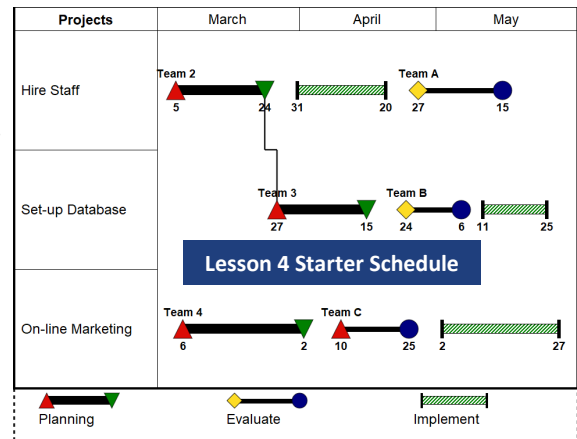 Projects March April May
Team 2 Team A
Hire Staff
5 24 31 20 27 15
Team 3 Team B
Set-up Database
27 15 24 6 11 25
Lesson 4 Starter Schedule
Team 4 Team C
On-line Marketing
6 2 10 25 2 27
Planning Evaluate Implement